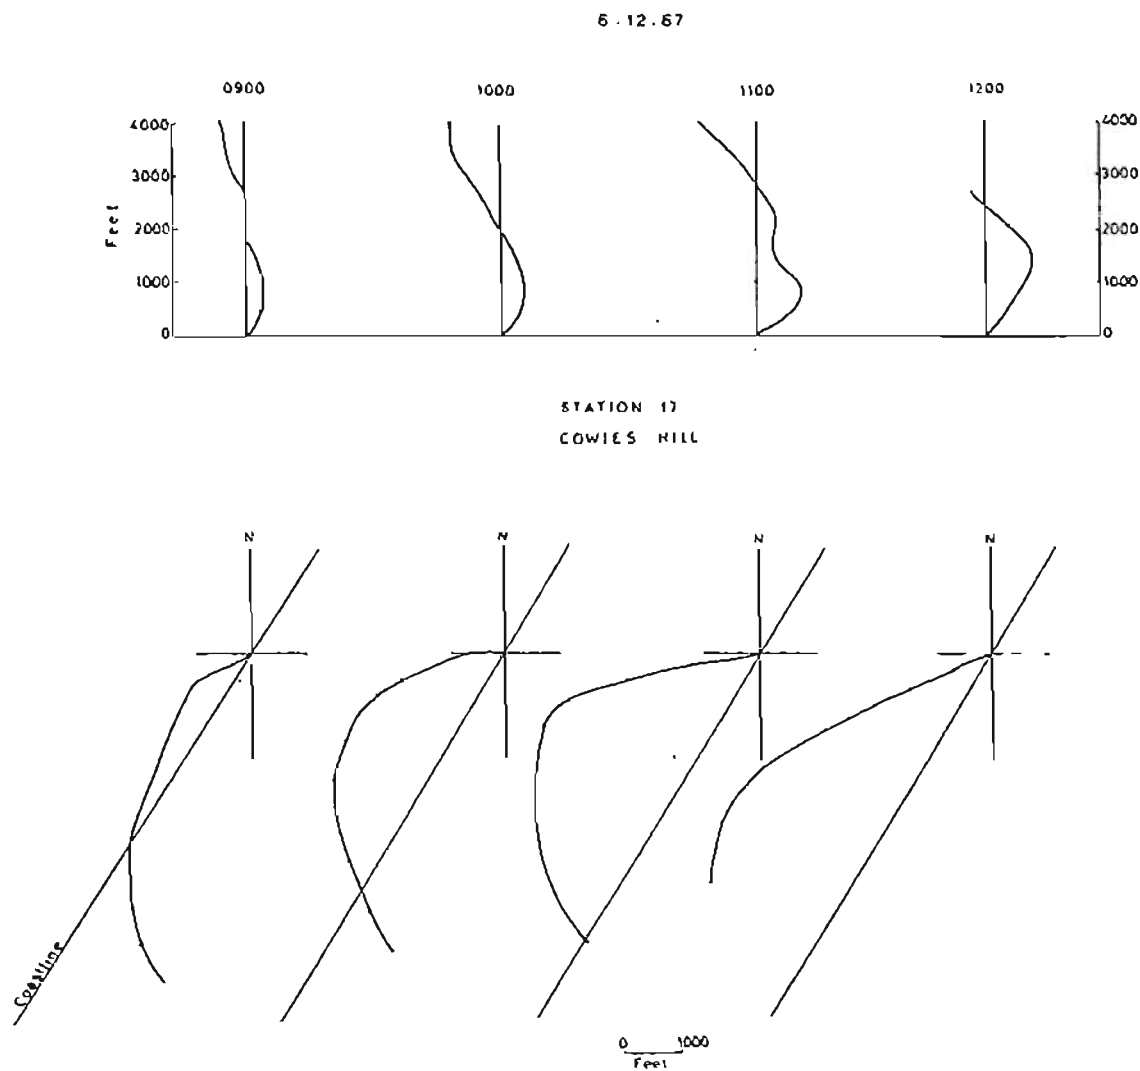 6.12.67
0900 1000 1100 1200
4000 4000
3000 3000
Feet
2000 2000
1000 1000
0 0
STATION 17
COWIES HILL
N N N N
Coastline
0 1000
Feet